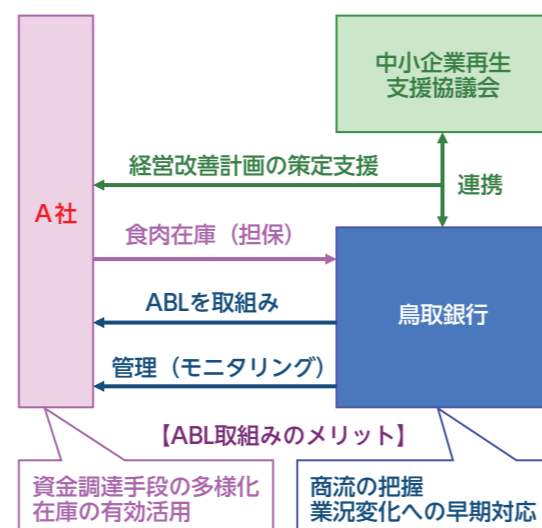 中小企業再生
支援協議会
経営改善計画の策定支援
連携
A社
食肉在庫（担保）
ABLを取組み
鳥取銀行
管理（モニタリング）
【ABL取組みのメリット】
資金調達手段の多様化
在庫の有効活用
商流の把握
業況変化への早期対応